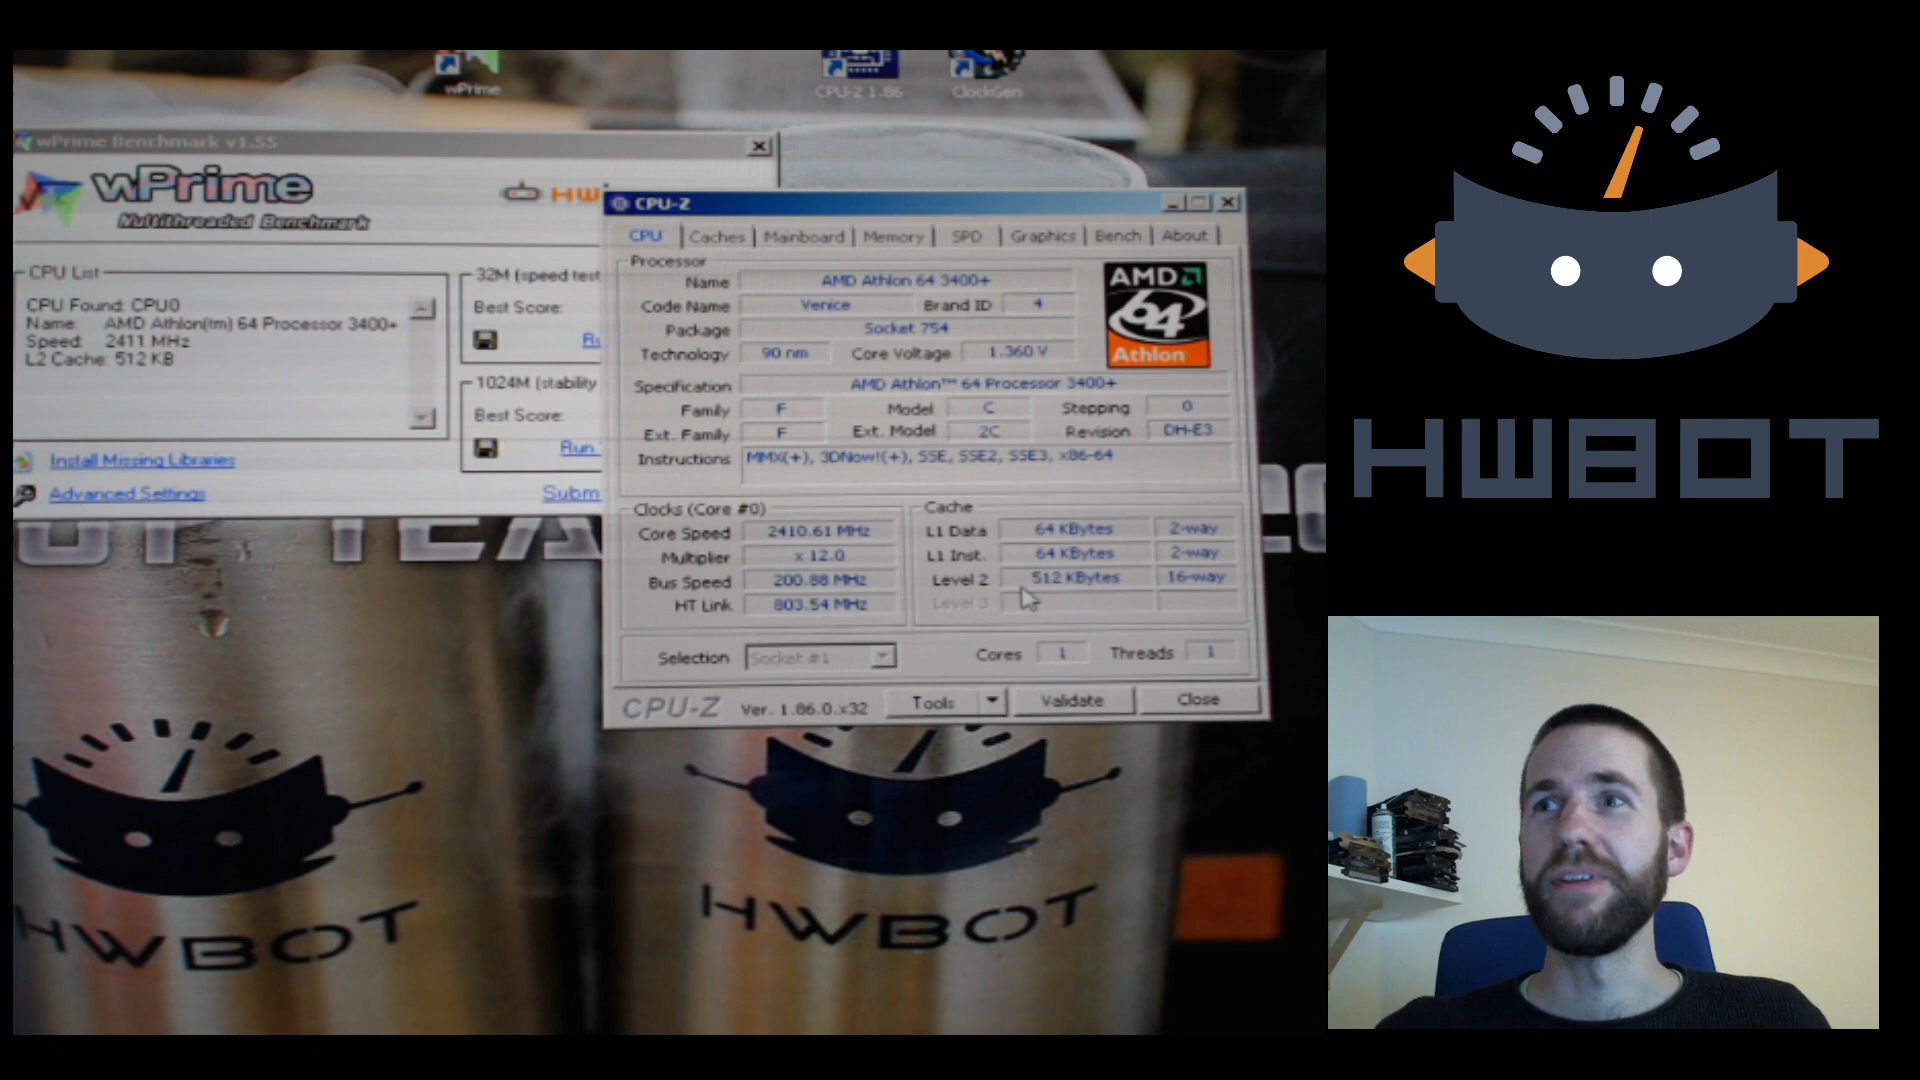 wPrime
CPU-Z 1.86
ClockGen
wPrime Benchmark v1.55
wPrime
Multithreaded Benchmark
CPU List
CPU Found: CPU0
Name: AMD Athlon(tm) 64 Processor 3400+
Speed: 2411 MHz
L2 Cache: 512 KB
Install Missing Libraries
Advanced Settings
32M (speed test
Best Score:
1024M (stability
Best Score:
Run
Subm
CPU-Z
CPU Caches Mainboard Memory SPD Graphics Bench About
Processor
Name AMD Athlon 64 3400+
Code Name Venice Brand ID 4
Package Socket 754
Technology 90 nm Core Voltage 1.360 V
AMD
64
Athlon
Specification AMD Athlon™ 64 Processor 3400+
Family F Model C Stepping 0
Ext. Family F Ext. Model 2C Revision DH-E3
Instructions MMX(+), 3DNow!(+), SSE, SSE2, SSE3, x86-64
Clocks (Core #0)
Core Speed 2410.61 MHz
Multiplier x 12.0
Bus Speed 200.88 MHz
HT Link 803.54 MHz
Cache
L1 Data 64 KBytes 2-way
L1 Inst. 64 KBytes 2-way
Level 2 512 KBytes 16-way
Level 3
Selection Socket #1 Cores 1 Threads 1
CPU-Z Ver. 1.86.0.x32 Tools Validate Close
HWBOT
HWBOT
HWBOT